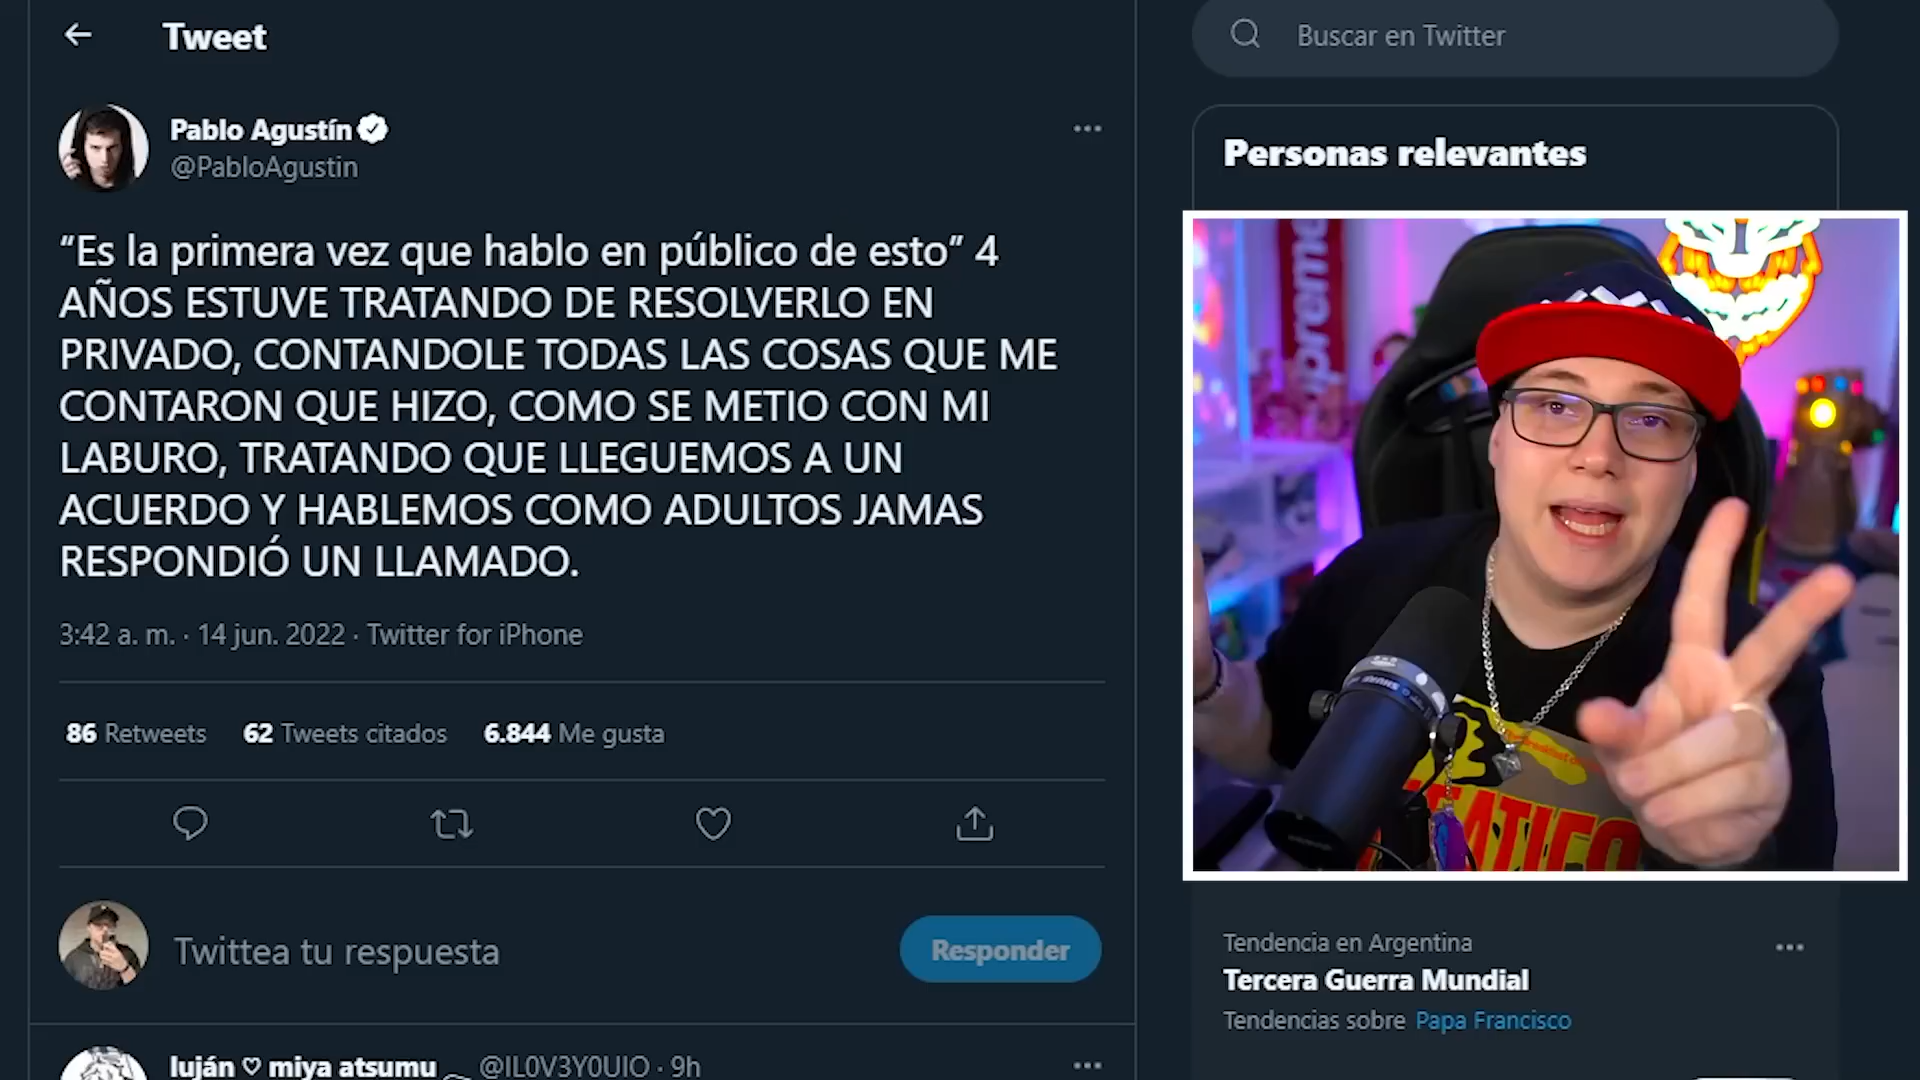 Tweet
Buscar en Twitter
Pablo Agustín
@PabloAgustin
Personas relevantes
“Es la primera vez que hablo en público de esto” 4
AÑOS ESTUVE TRATANDO DE RESOLVERLO EN
PRIVADO, CONTANDOLE TODAS LAS COSAS QUE ME
CONTARON QUE HIZO, COMO SE METIO CON MI
LABURO, TRATANDO QUE LLEGUEMOS A UN
ACUERDO Y HABLEMOS COMO ADULTOS JAMAS
RESPONDIÓ UN LLAMADO.
3:42 a. m. · 14 jun. 2022 · Twitter for iPhone
86 Retweets 62 Tweets citados 6.844 Me gusta
Twittea tu respuesta
Responder
luján ♡ miya atsumu @IL0V3Y0UIO · 9h
upreme
SHURE
Tendencia en Argentina
Tercera Guerra Mundial
Tendencias sobre Papa Francisco